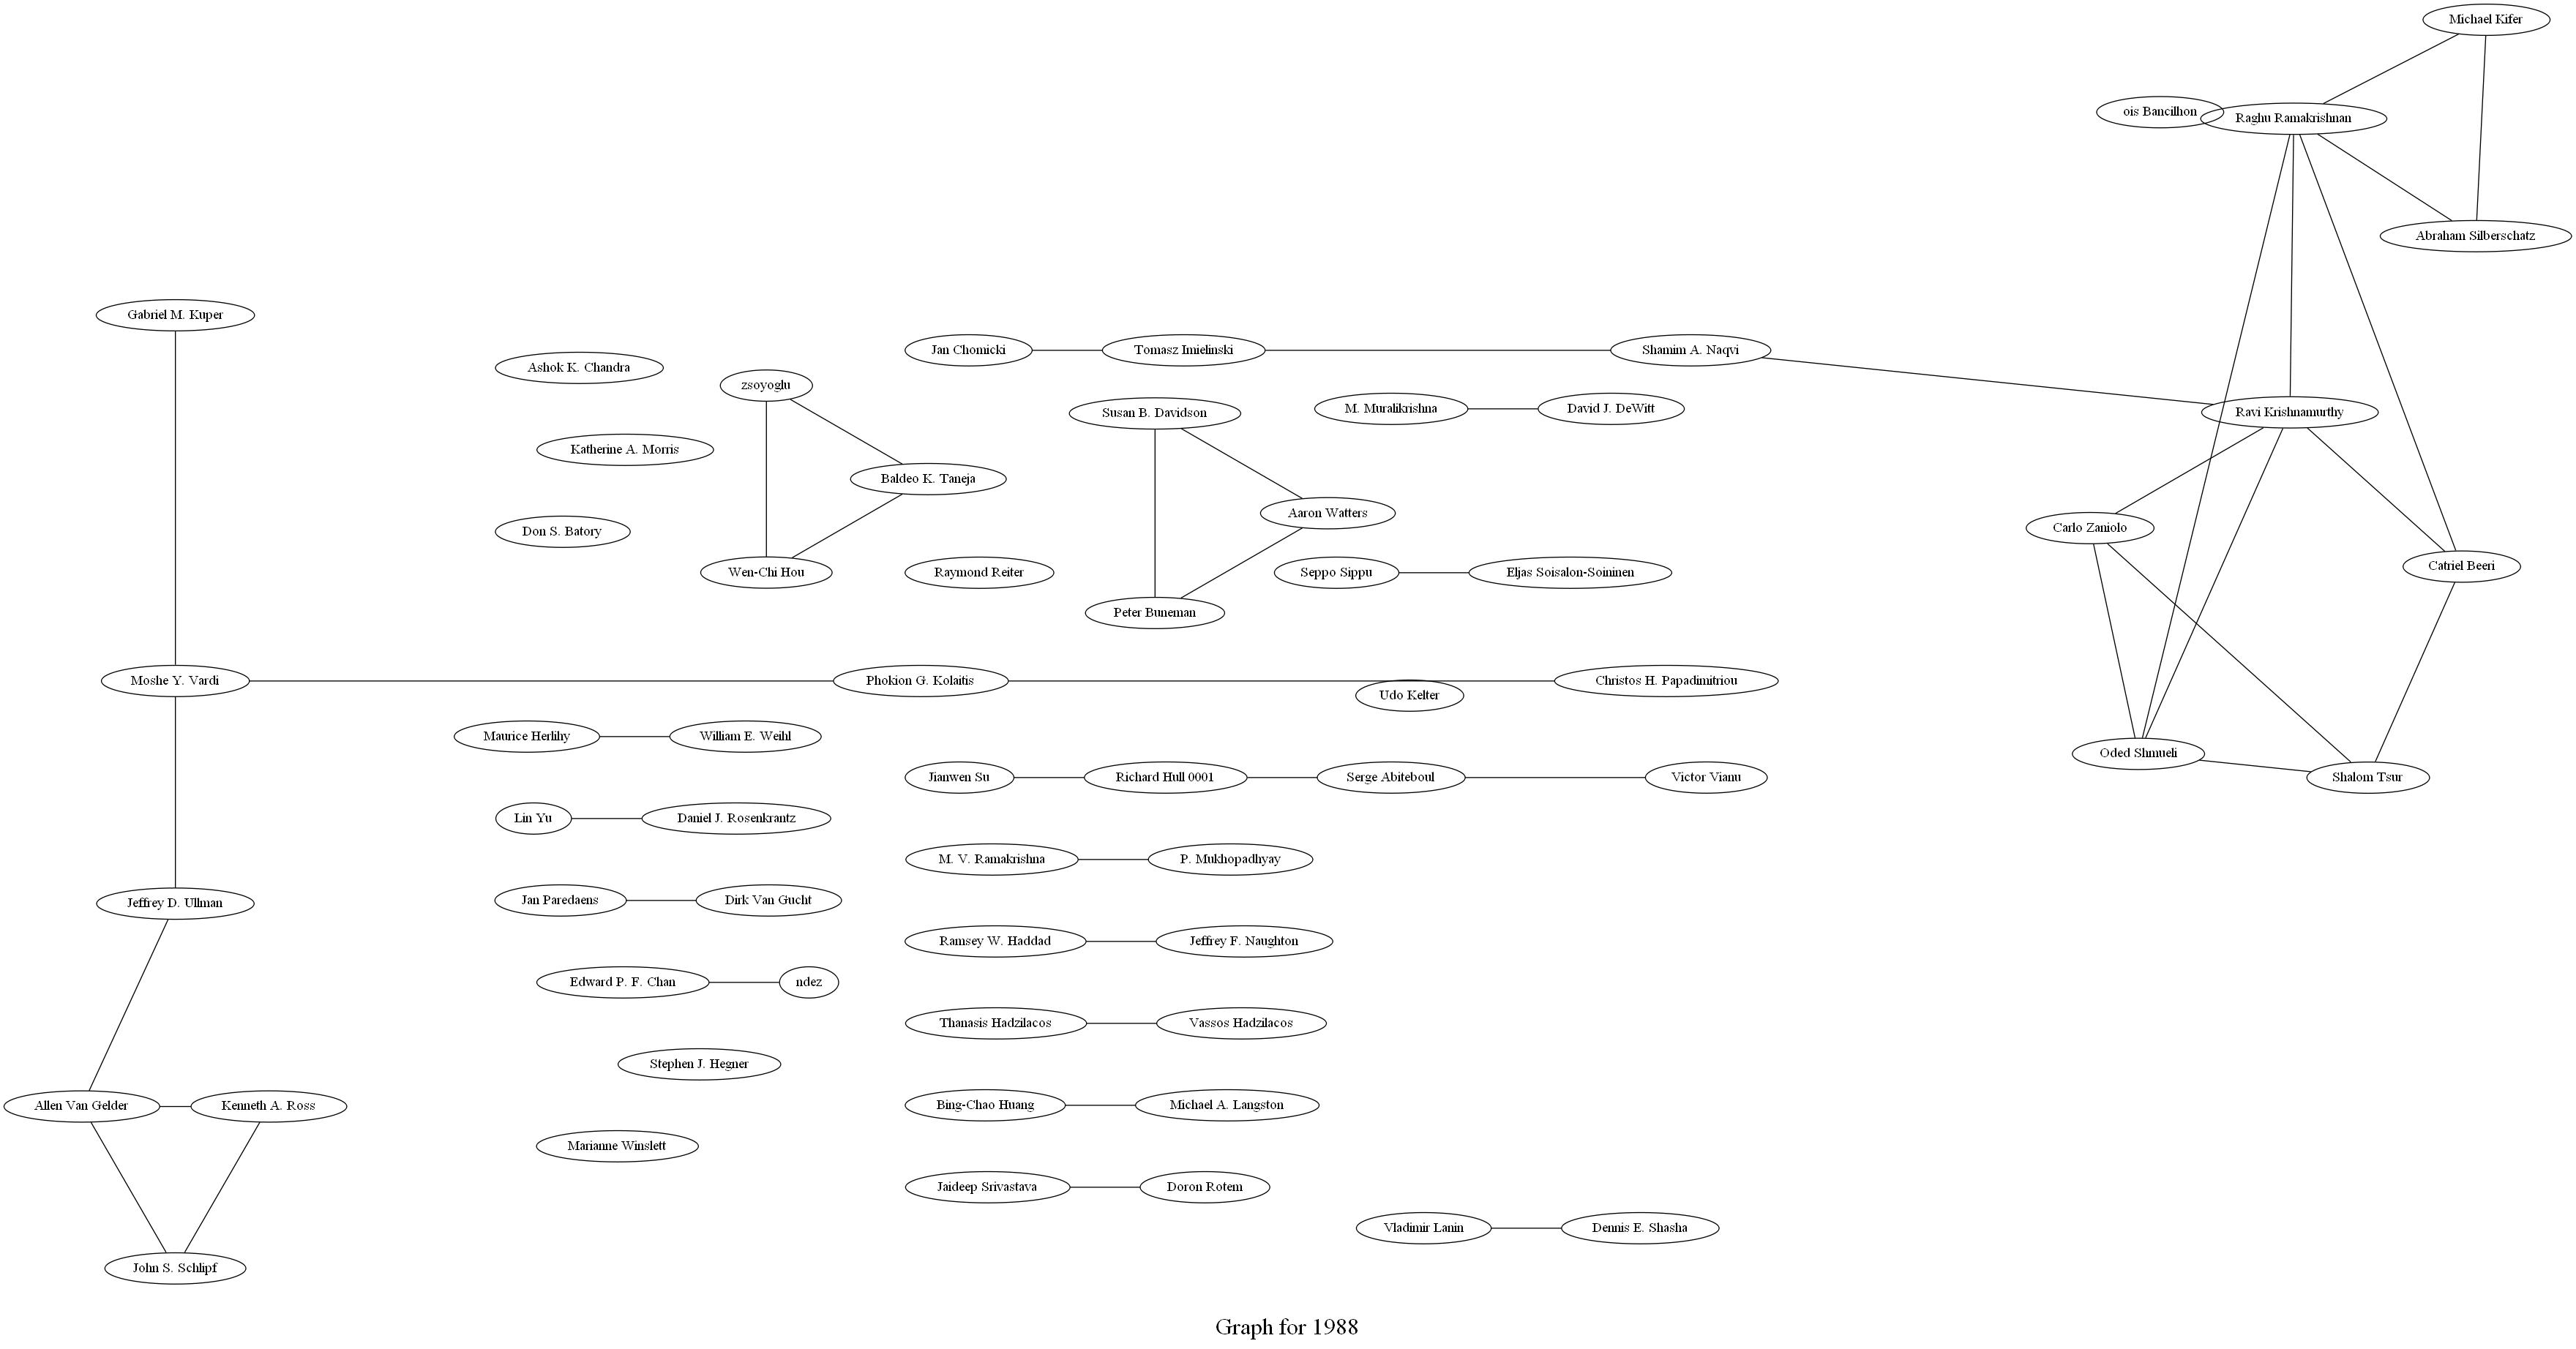 Michael Kifer
ois Bancilhon
Raghu Ramakrishnan
Abraham Silberschatz
Gabriel M. Kuper
Jan Chomicki
Tomasz Imielinski
Shamim A. Naqvi
Ashok K. Chandra
zsoyoglu
Susan B. Davidson
M. Muralikrishna
David J. DeWitt
Ravi Krishnamurthy
Katherine A. Morris
Baldeo K. Taneja
Aaron Watters
Don S. Batory
Carlo Zaniolo
Wen-Chi Hou
Raymond Reiter
Seppo Sippu
Eljas Soisalon-Soininen
Catriel Beeri
Peter Buneman
Moshe Y. Vardi
Phokion G. Kolaitis
Udo Kelter
Christos H. Papadimitriou
Maurice Herlihy
William E. Weihl
Oded Shmueli
Jianwen Su
Richard Hull 0001
Serge Abiteboul
Victor Vianu
Shalom Tsur
Lin Yu
Daniel J. Rosenkrantz
M. V. Ramakrishna
P. Mukhopadhyay
Jeffrey D. Ullman
Jan Paredaens
Dirk Van Gucht
Ramsey W. Haddad
Jeffrey F. Naughton
Edward P. F. Chan
ndez
Thanasis Hadzilacos
Vassos Hadzilacos
Stephen J. Hegner
Allen Van Gelder
Kenneth A. Ross
Bing-Chao Huang
Michael A. Langston
Marianne Winslett
Jaideep Srivastava
Doron Rotem
Vladimir Lanin
Dennis E. Shasha
John S. Schlipf
Graph for 1988